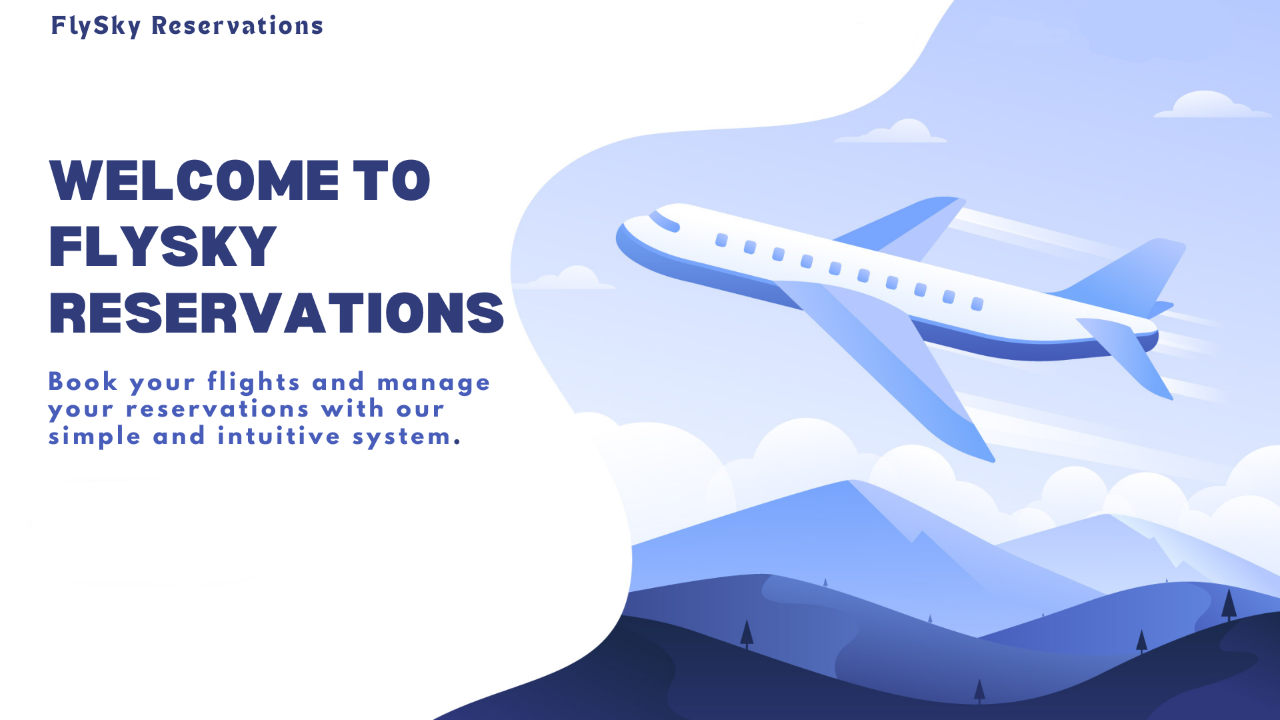 FlySky Reservations
WELCOME TO
FLYSKY
RESERVATIONS
Book your flights and manage
your reservations with our
simple and intuitive system.